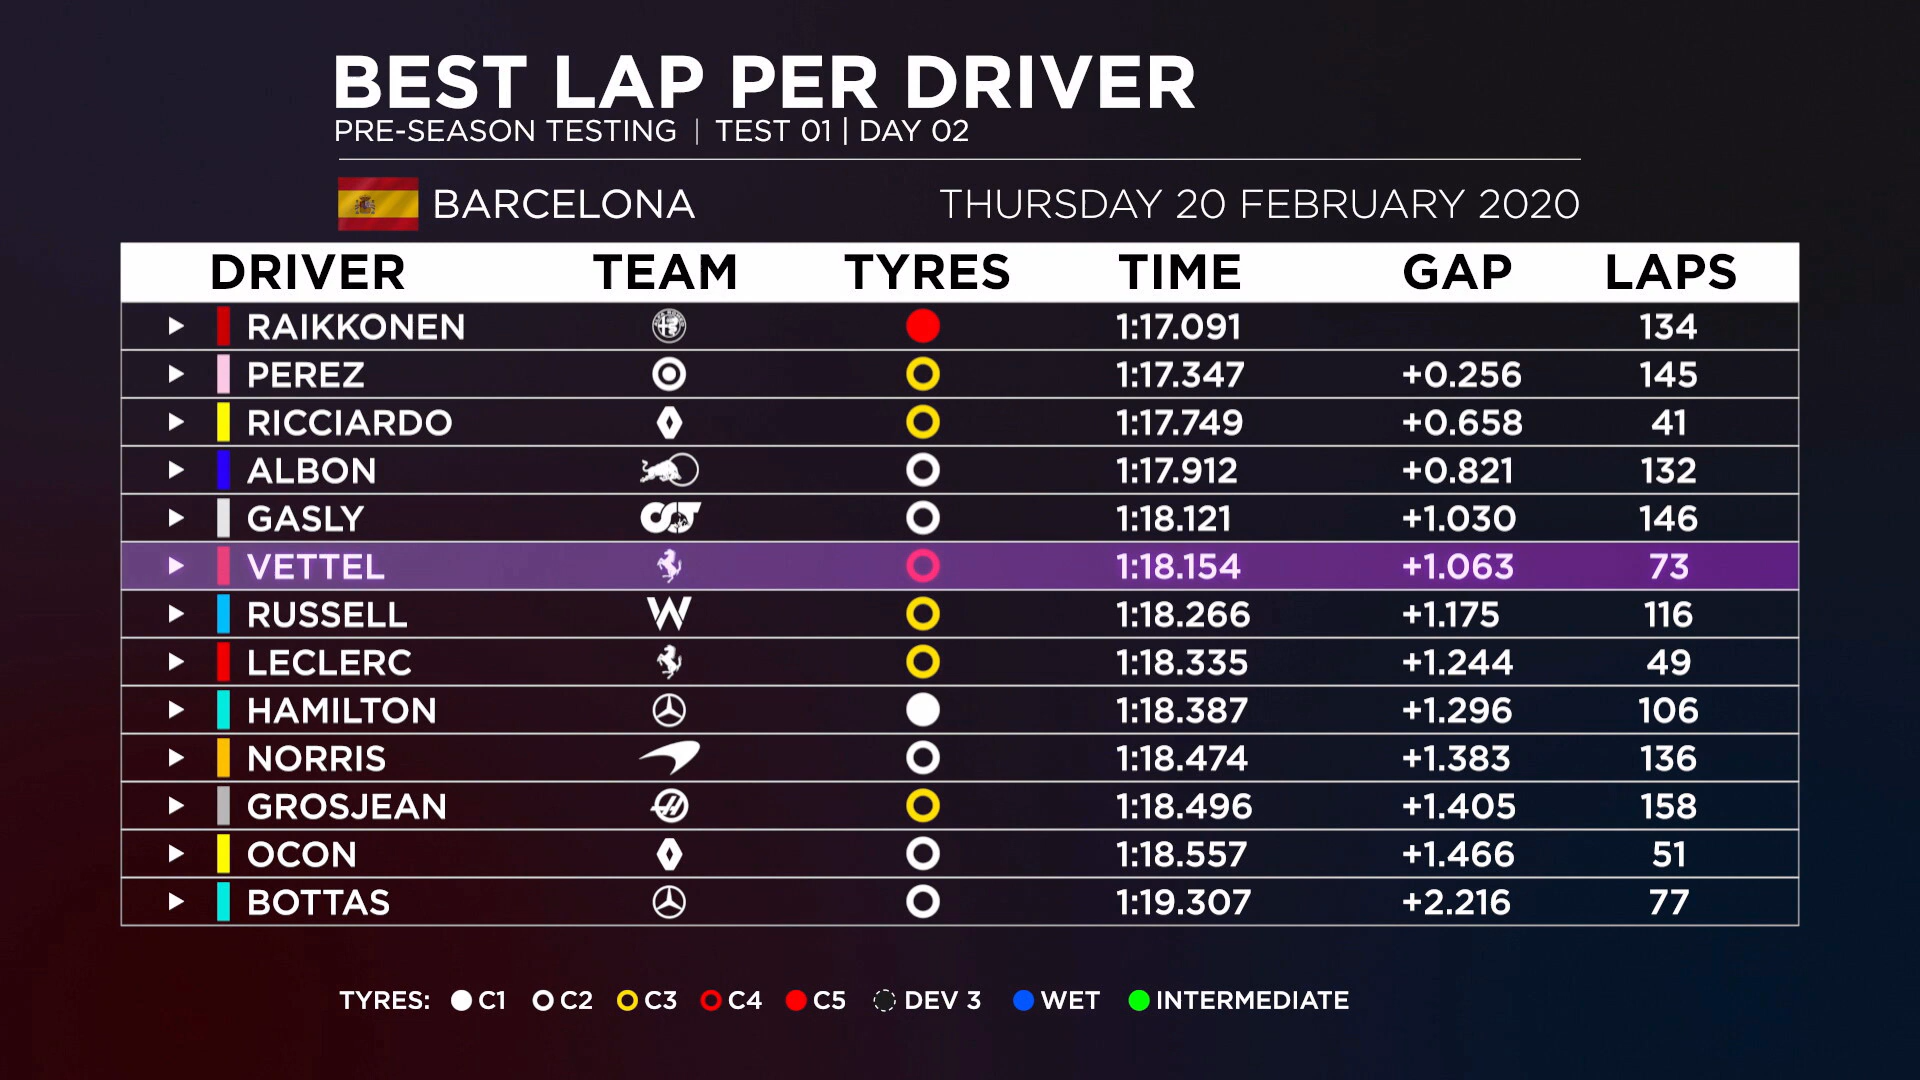 BEST LAP PER DRIVER
PRE-SEASON TESTING | TEST 01 | DAY 02
BARCELONA THURSDAY 20 FEBRUARY 2020
DRIVER TEAM TYRES TIME GAP LAPS
RAIKKONEN 1:17.091 134
PEREZ 1:17.347 +0.256 145
RICCIARDO 1:17.749 +0.658 41
ALBON 1:17.912 +0.821 132
GASLY 1:18.121 +1.030 146
VETTEL 1:18.154 +1.063 73
RUSSELL 1:18.266 +1.175 116
LECLERC 1:18.335 +1.244 49
HAMILTON 1:18.387 +1.296 106
NORRIS 1:18.474 +1.383 136
GROSJEAN 1:18.496 +1.405 158
OCON 1:18.557 +1.466 51
BOTTAS 1:19.307 +2.216 77
TYRES: C1 C2 C3 C4 C5 DEV 3 WET INTERMEDIATE